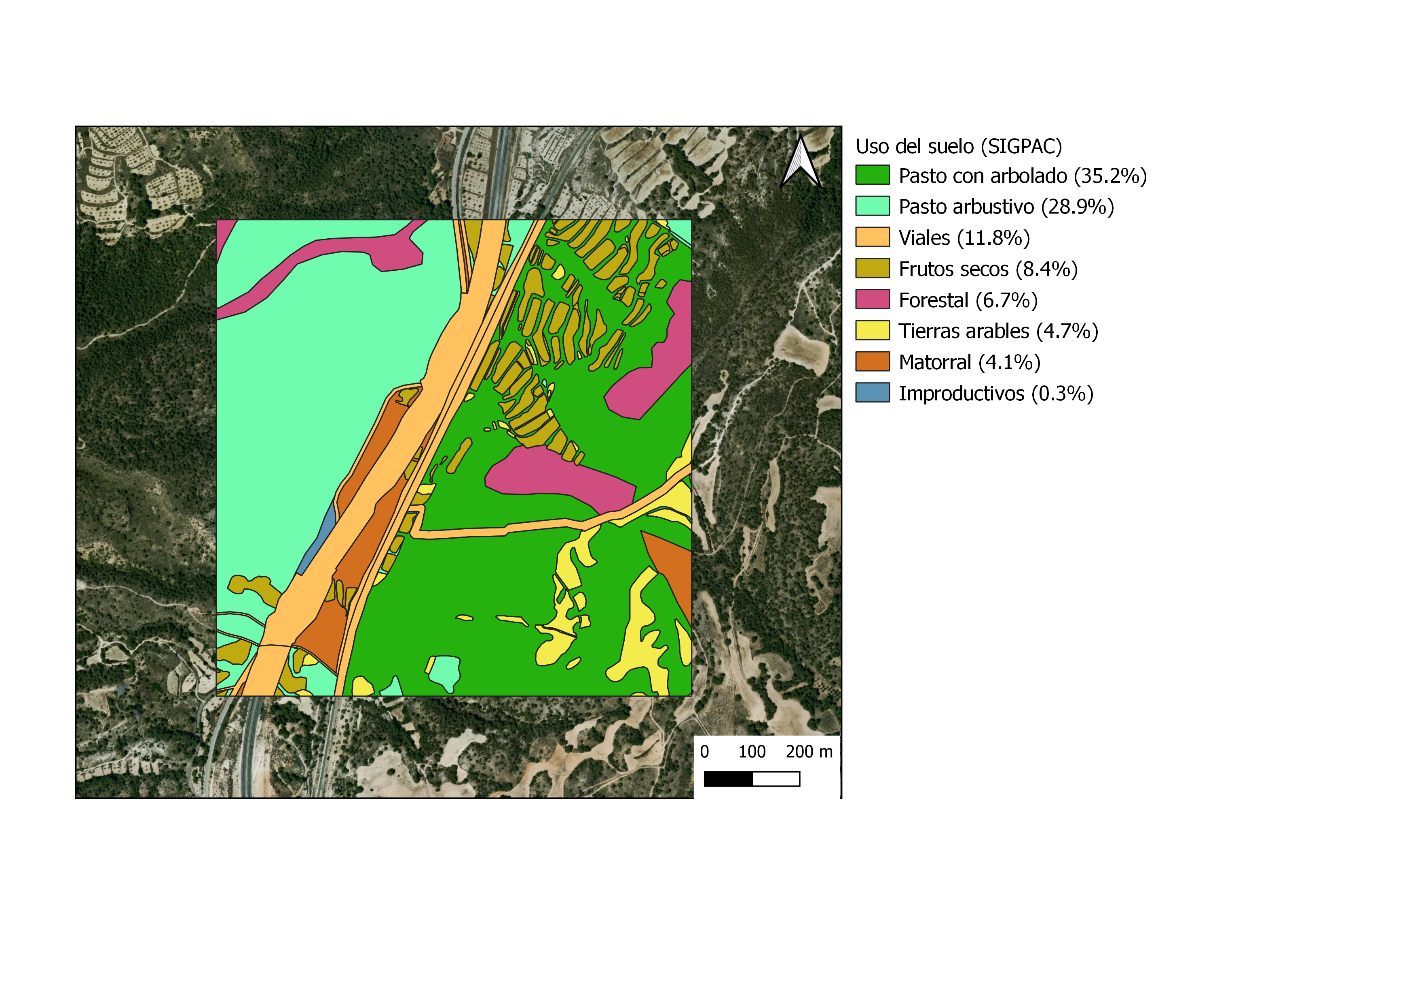 Uso del suelo (SIGPAC)
Pasto con arbolado (35.2%)
Pasto arbustivo (28.9%)
Viales (11.8%)
Frutos secos (8.4%)
Forestal (6.7%)
Tierras arables (4.7%)
Matorral (4.1%)
Improductivos (0.3%)
0 100 200 m